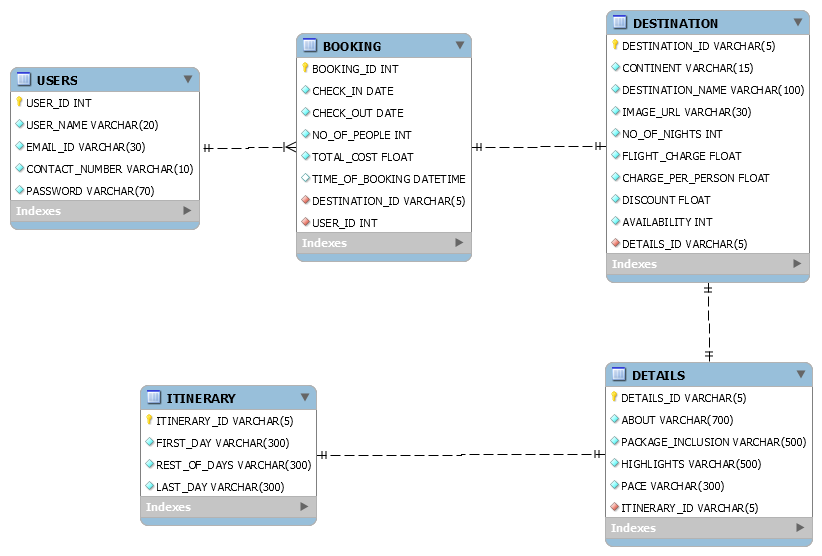 USERS
USER_ID INT
USER_NAME VARCHAR(20)
EMAIL_ID VARCHAR(30)
CONTACT_NUMBER VARCHAR(10)
PASSWORD VARCHAR(70)
Indexes
BOOKING
BOOKING_ID INT
CHECK_IN DATE
CHECK_OUT DATE
NO_OF_PEOPLE INT
TOTAL_COST FLOAT
TIME_OF_BOOKING DATETIME
DESTINATION_ID VARCHAR(5)
USER_ID INT
Indexes
DESTINATION
DESTINATION_ID VARCHAR(5)
CONTINENT VARCHAR(15)
DESTINATION_NAME VARCHAR(100)
IMAGE_URL VARCHAR(30)
NO_OF_NIGHTS INT
FLIGHT_CHARGE FLOAT
CHARGE_PER_PERSON FLOAT
DISCOUNT FLOAT
AVAILABILITY INT
DETAILS_ID VARCHAR(5)
Indexes
ITINERARY
ITINERARY_ID VARCHAR(5)
FIRST_DAY VARCHAR(300)
REST_OF_DAYS VARCHAR(300)
LAST_DAY VARCHAR(300)
Indexes
DETAILS
DETAILS_ID VARCHAR(5)
ABOUT VARCHAR(700)
PACKAGE_INCLUSION VARCHAR(500)
HIGHLIGHTS VARCHAR(500)
PACE VARCHAR(300)
ITINERARY_ID VARCHAR(5)
Indexes